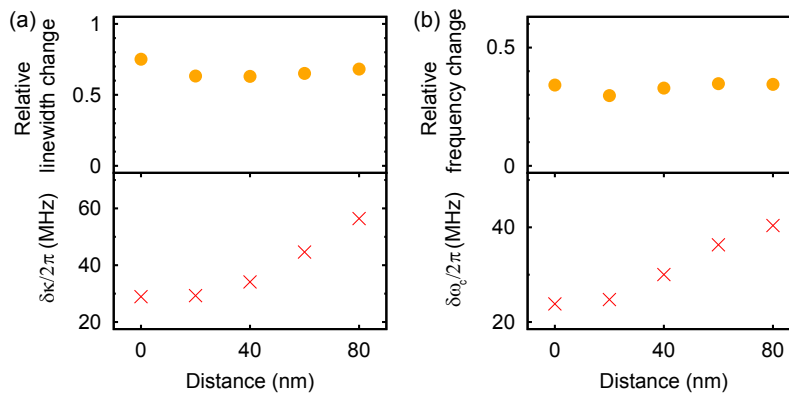 (a)
Relative
linewidth change
1
0.5
0
δκ/2π (MHz)
60
40
20
0
40
80
Distance (nm)
(b)
Relative
frequency change
0.5
0
δω_c/2π (MHz)
40
20
0
40
80
Distance (nm)